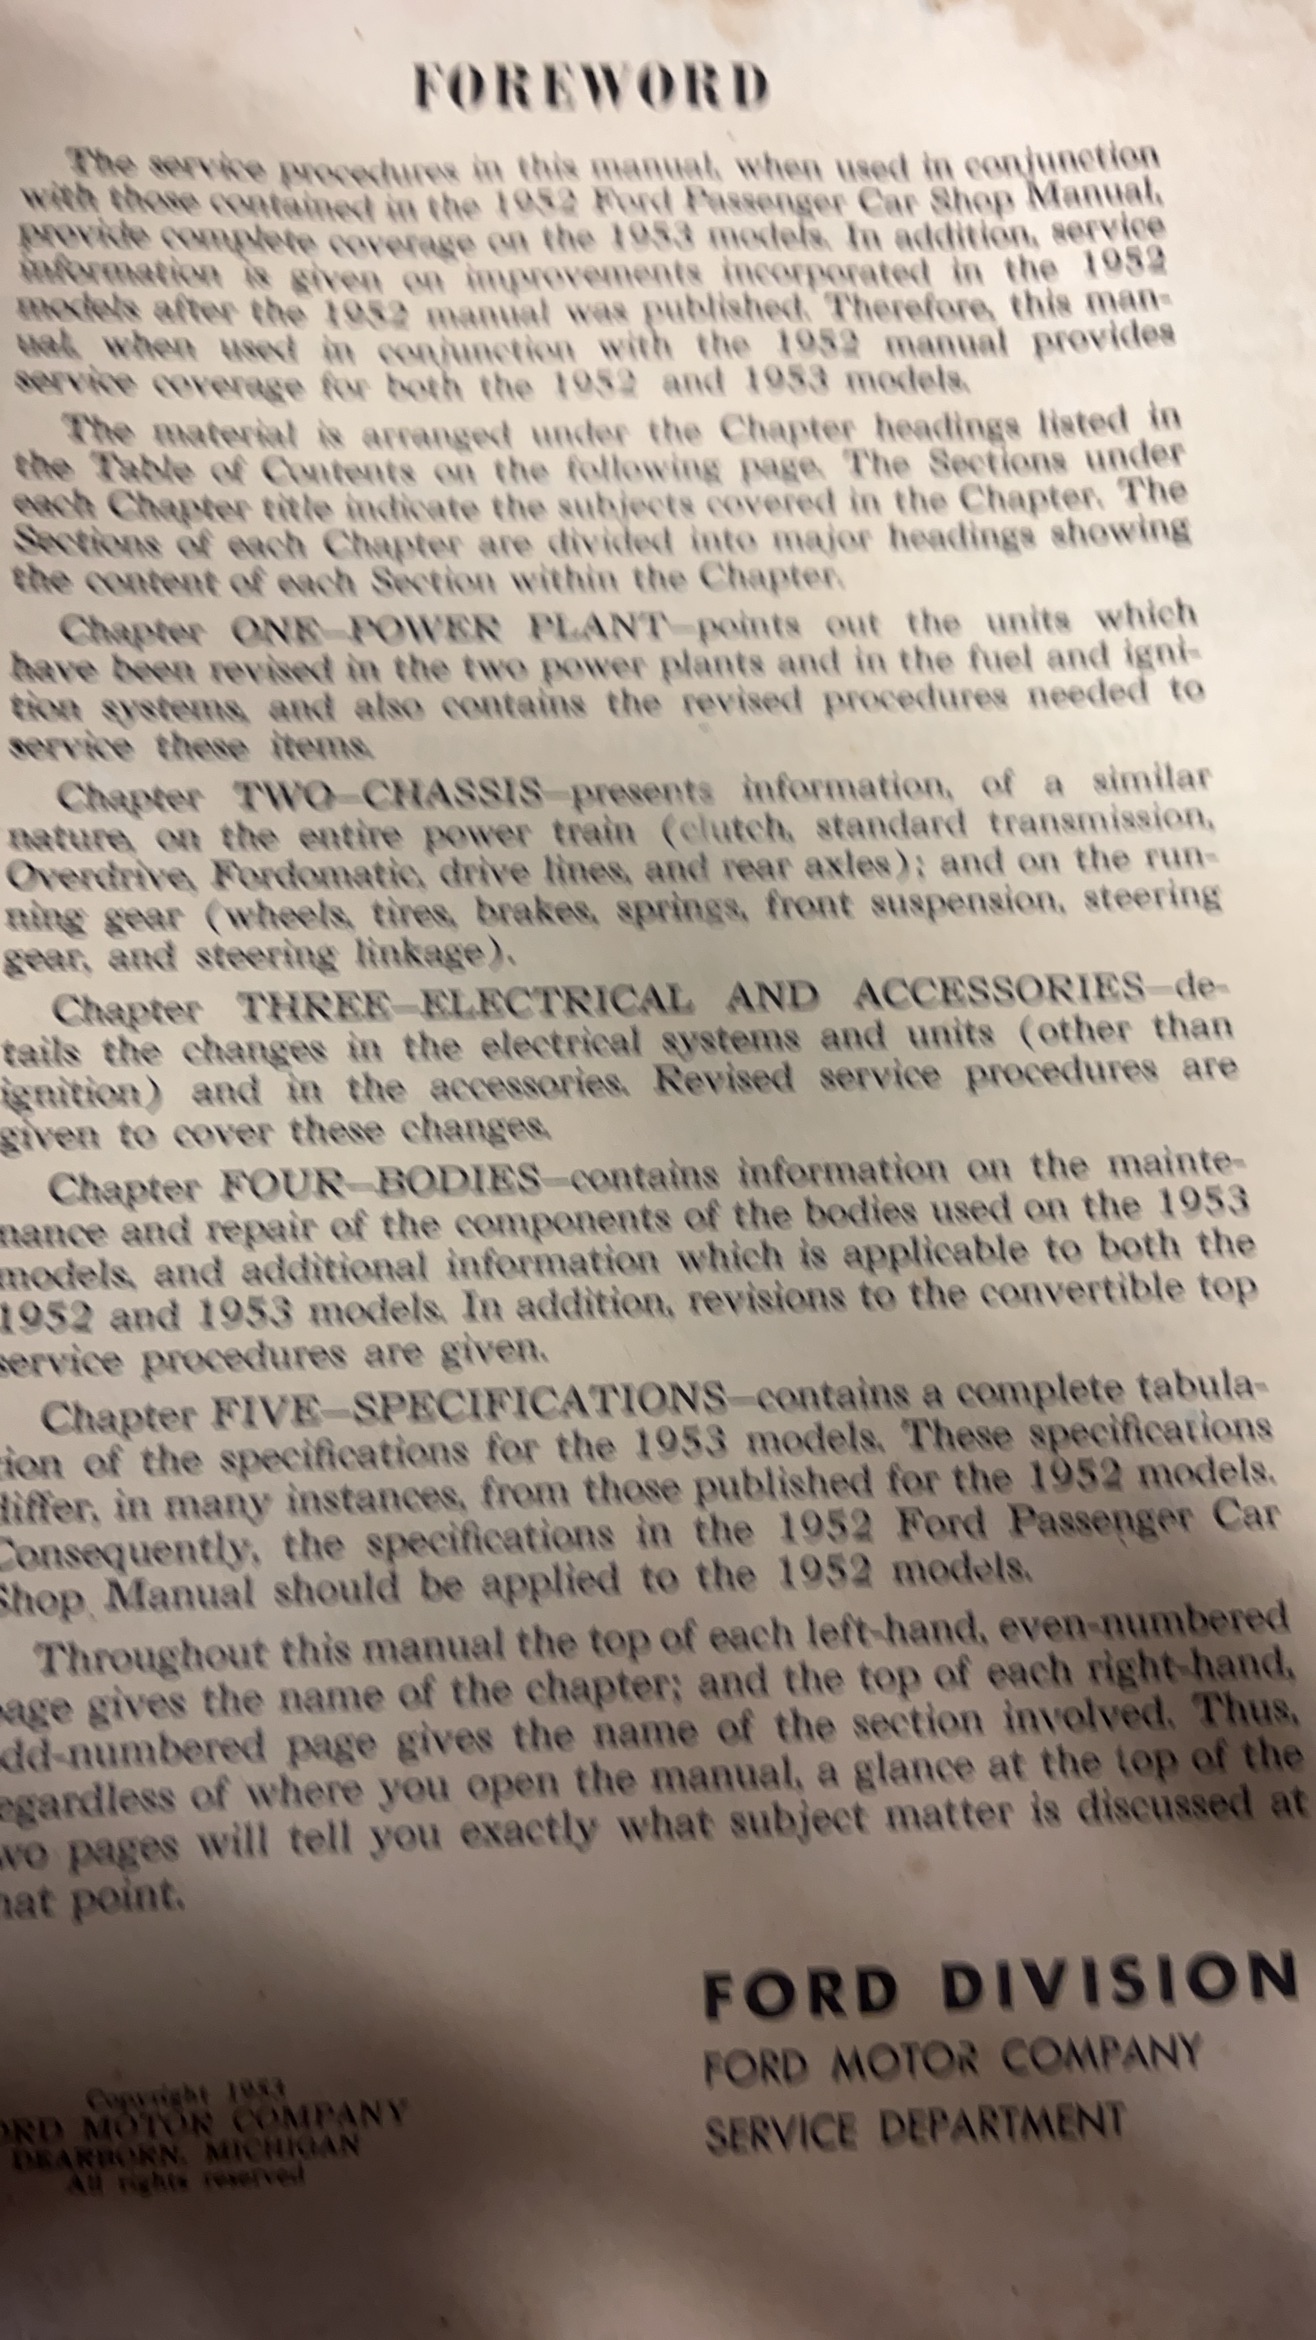 FOREWORD
The service procedures in this manual, when used in conjunction
with those contained in the 1952 Ford Passenger Car Shop Manual,
provide complete coverage on the 1953 models. In addition, service
information is given on improvements incorporated in the 1952
models after the 1952 manual was published. Therefore, this man-
ual, when used in conjunction with the 1952 manual provides
service coverage for both the 1952 and 1953 models.
The material is arranged under the Chapter headings listed in
the Table of Contents on the following page. The Sections under
each Chapter title indicate the subjects covered in the Chapter. The
Sections of each Chapter are divided into major headings showing
the content of each Section within the Chapter.
Chapter ONE—POWER PLANT—points out the units which
have been revised in the two power plants and in the fuel and igni-
tion systems, and also contains the revised procedures needed to
service these items.
Chapter TWO—CHASSIS—presents information, of a similar
nature, on the entire power train (clutch, standard transmission,
Overdrive, Fordomatic, drive lines, and rear axles); and on the run-
ning gear (wheels, tires, brakes, springs, front suspension, steering
gear, and steering linkage).
Chapter THREE—ELECTRICAL AND ACCESSORIES—de-
tails the changes in the electrical systems and units (other than
ignition) and in the accessories. Revised service procedures are
given to cover these changes.
Chapter FOUR—BODIES—contains information on the mainte-
nance and repair of the components of the bodies used on the 1953
models, and additional information which is applicable to both the
1952 and 1953 models. In addition, revisions to the convertible top
service procedures are given.
Chapter FIVE—SPECIFICATIONS—contains a complete tabula-
ion of the specifications for the 1953 models. These specifications
differ, in many instances, from those published for the 1952 models.
Consequently, the specifications in the 1952 Ford Passenger Car
Shop Manual should be applied to the 1952 models.
Throughout this manual the top of each left-hand, even-numbered
age gives the name of the chapter; and the top of each right-hand,
dd-numbered page gives the name of the section involved. Thus,
egardless of where you open the manual, a glance at the top of the
wo pages will tell you exactly what subject matter is discussed at
hat point.
FORD DIVISION
FORD MOTOR COMPANY
SERVICE DEPARTMENT
Copyright 1953
ORD MOTOR COMPANY
DEARBORN, MICHIGAN
All rights reserved